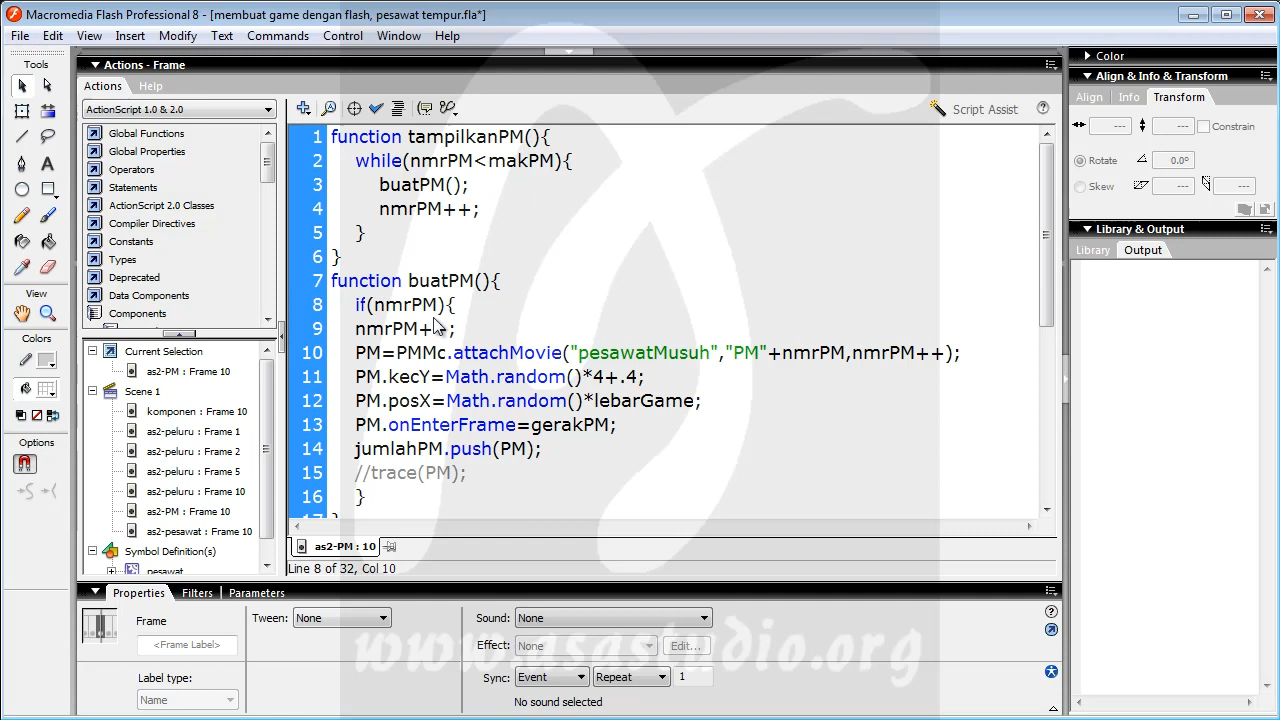 Macromedia Flash Professional 8 - [membuat game dengan flash, pesawat tempur.fla*]
File Edit View Insert Modify Text Commands Control Window Help
Tools
View
Colors
Options
Actions - Frame
Actions Help
ActionScript 1.0 & 2.0
Global Functions
Global Properties
Operators
Statements
ActionScript 2.0 Classes
Compiler Directives
Constants
Types
Deprecated
Data Components
Components
Current Selection
as2-PM : Frame 10
Scene 1
komponen : Frame 10
as2-peluru : Frame 1
as2-peluru : Frame 2
as2-peluru : Frame 5
as2-peluru : Frame 10
as2-PM : Frame 10
as2-pesawat : Frame 10
Symbol Definition(s)
pesawat
Script Assist
1 function tampilkanPM(){
2 while(nmrPM<makPM){
3 buatPM();
4 nmrPM++;
5 }
6 }
7 function buatPM(){
8 if(nmrPM){
9 nmrPM++;
10 PM=PMMc.attachMovie("pesawatMusuh","PM"+nmrPM,nmrPM++);
11 PM.kecY=Math.random()*4+.4;
12 PM.posX=Math.random()*lebarGame;
13 PM.onEnterFrame=gerakPM;
14 jumlahPM.push(PM);
15 //trace(PM);
16 }
as2-PM : 10
Line 8 of 32, Col 10
Properties Filters Parameters
Frame
<Frame Label>
Label type:
Name
Tween: None
Sound: None
Effect: None Edit...
Sync: Event Repeat 1
No sound selected
Color
Align & Info & Transform
Align Info Transform
--- --- Constrain
Rotate 0.0°
Skew --- ---
Library & Output
Library Output
www.asastudio.org